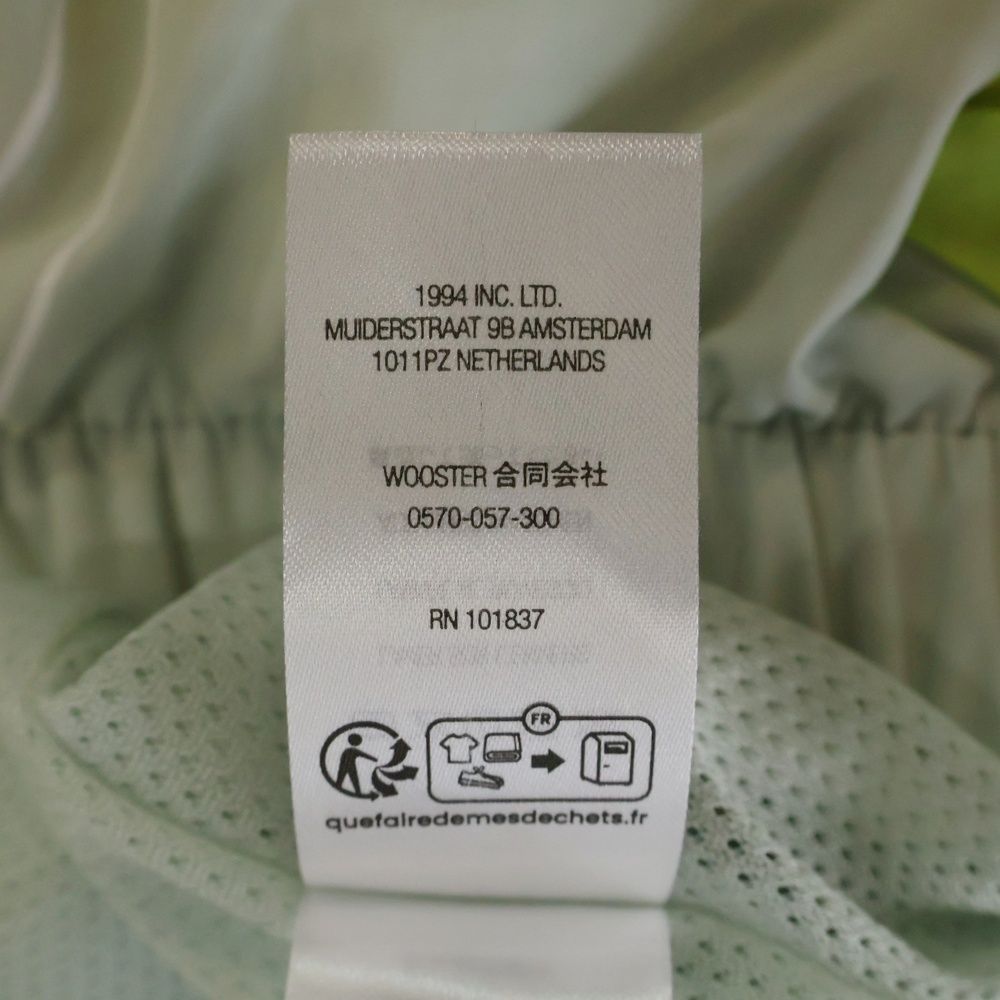 1994 INC. LTD.
MUIDERSTRAAT 9B AMSTERDAM
1011PZ NETHERLANDS
WOOSTER 合同会社
0570-057-300
RN 101837
FR
quefairedemesdechets.fr